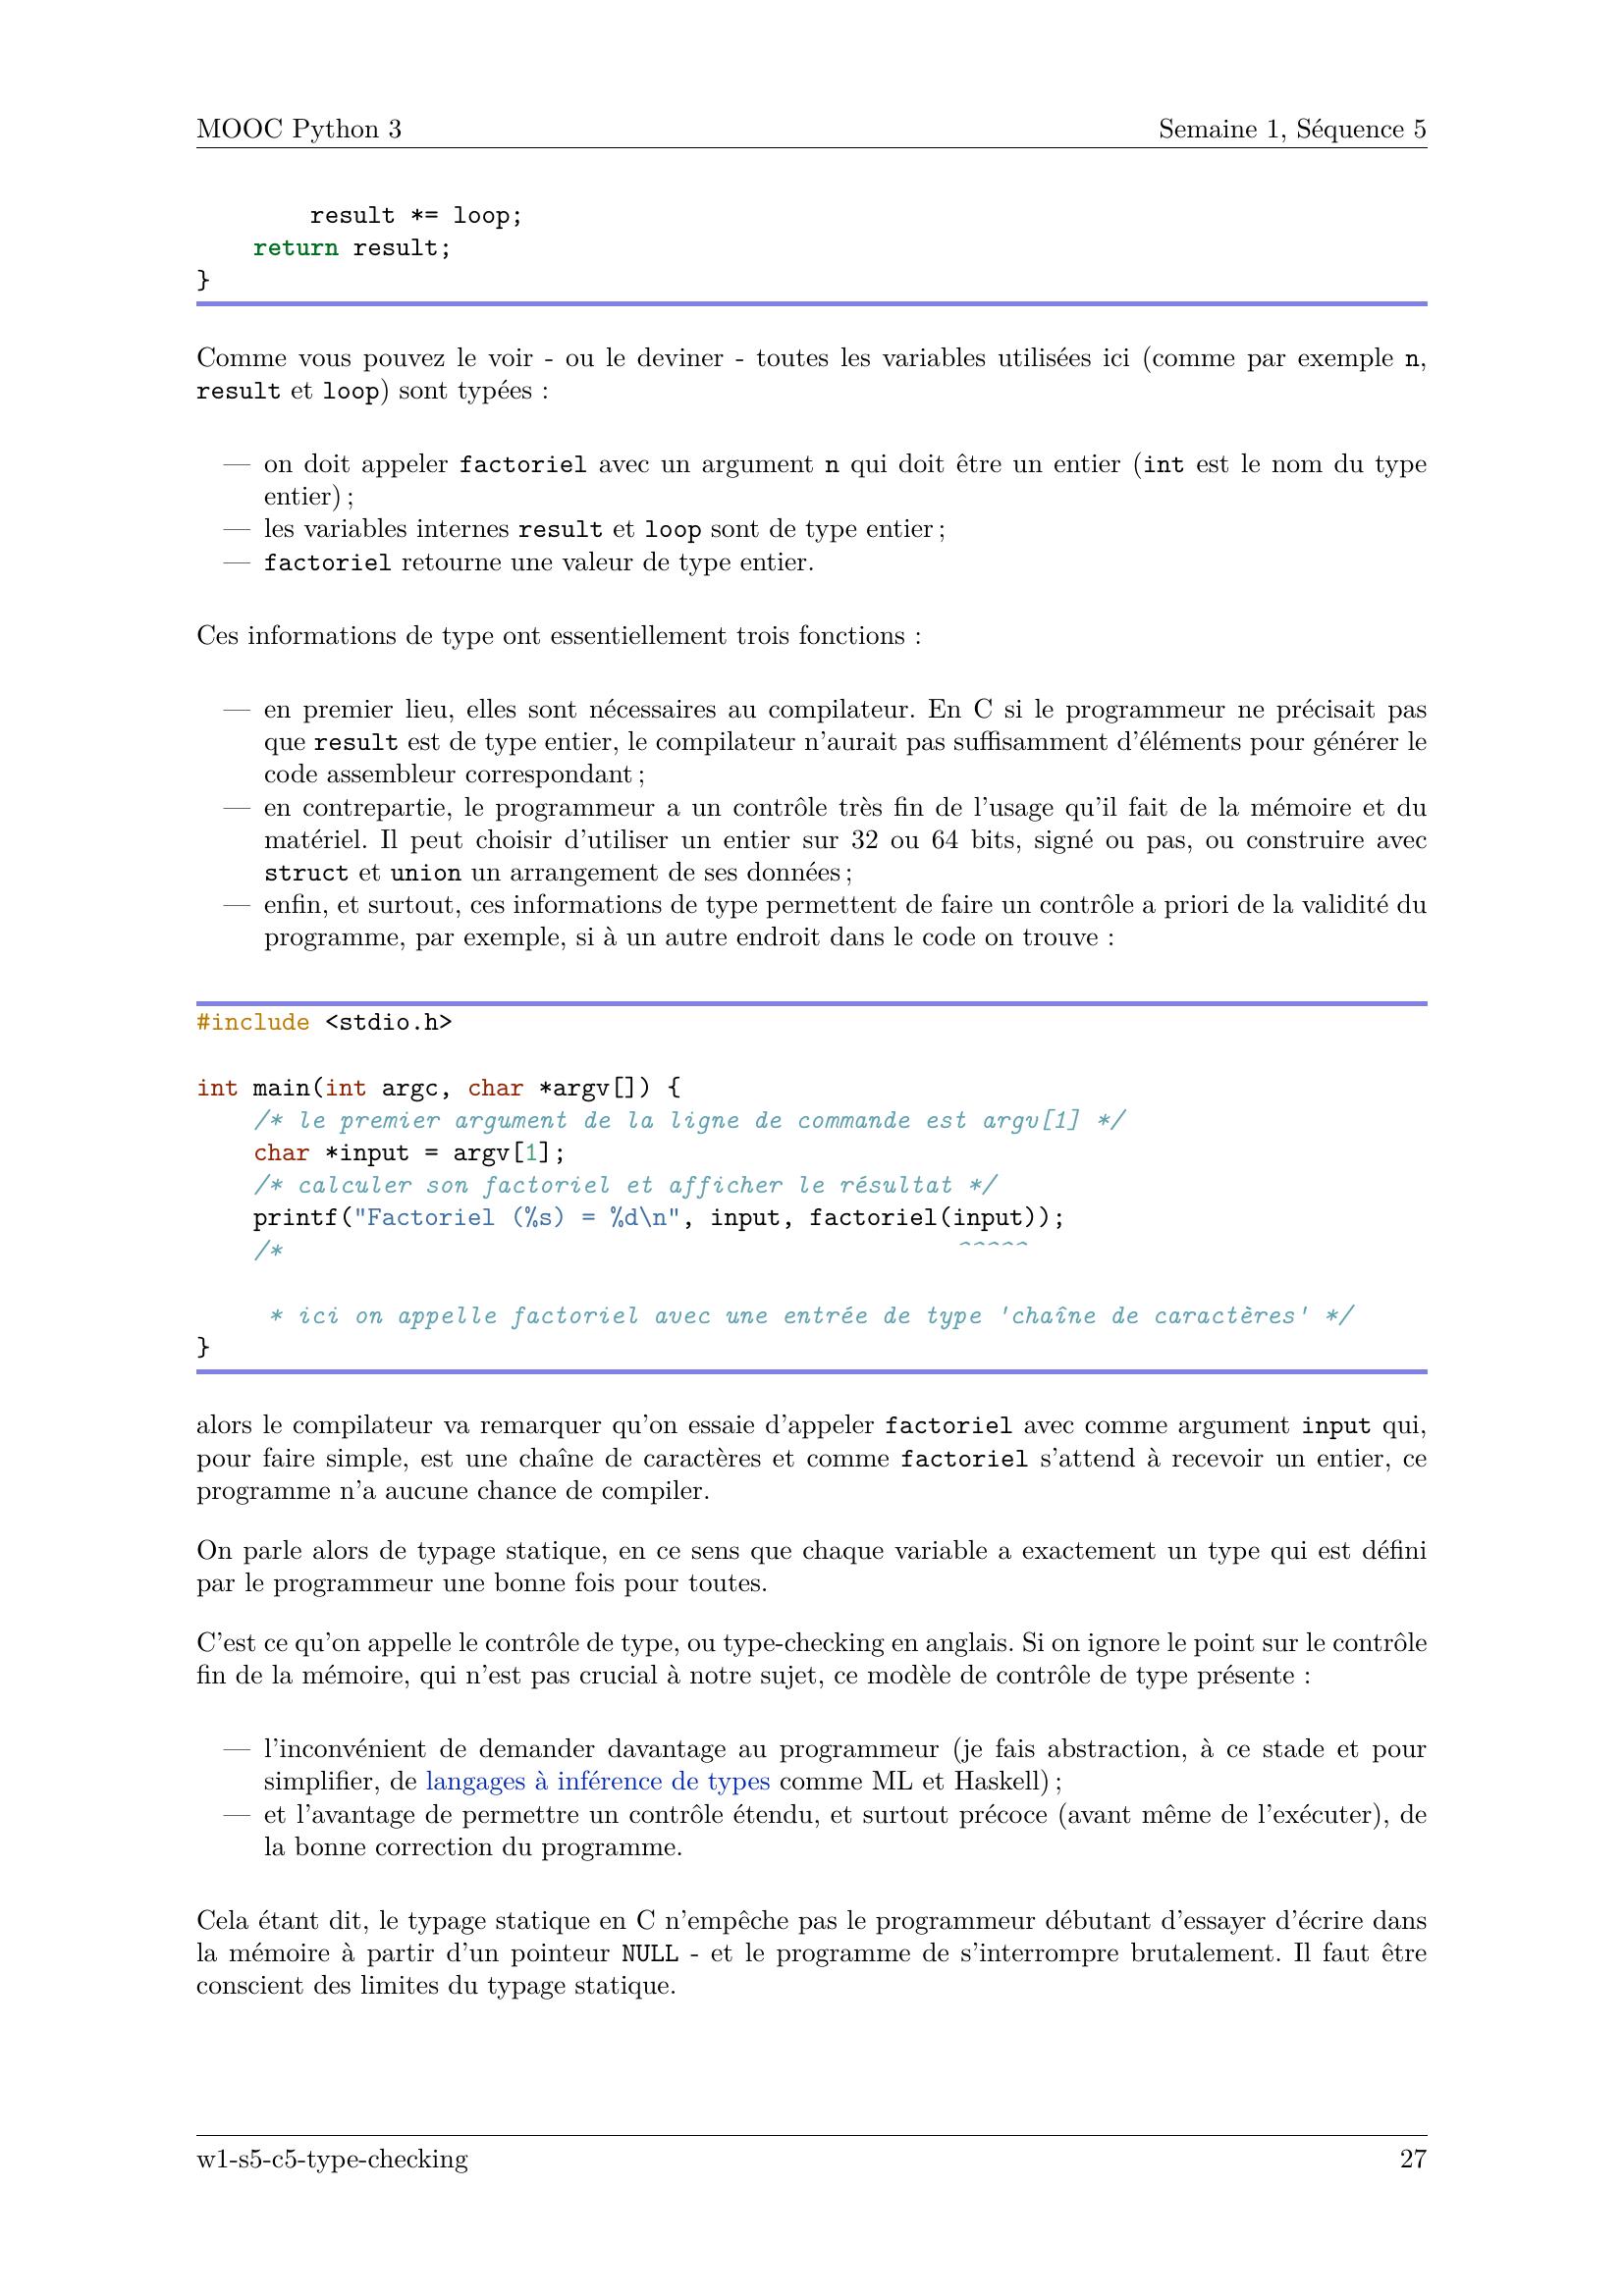 MOOC Python 3 Semaine 1, Séquence 5
        result *= loop;
    return result;
}
Comme vous pouvez le voir - ou le deviner - toutes les variables utilisées ici (comme par exemple n,
result et loop) sont typées :
— on doit appeler factoriel avec un argument n qui doit être un entier (int est le nom du type
entier) ;
— les variables internes result et loop sont de type entier ;
— factoriel retourne une valeur de type entier.
Ces informations de type ont essentiellement trois fonctions :
— en premier lieu, elles sont nécessaires au compilateur. En C si le programmeur ne précisait pas
que result est de type entier, le compilateur n'aurait pas suffisamment d'éléments pour générer le
code assembleur correspondant ;
— en contrepartie, le programmeur a un contrôle très fin de l'usage qu'il fait de la mémoire et du
matériel. Il peut choisir d'utiliser un entier sur 32 ou 64 bits, signé ou pas, ou construire avec
struct et union un arrangement de ses données ;
— enfin, et surtout, ces informations de type permettent de faire un contrôle a priori de la validité du
programme, par exemple, si à un autre endroit dans le code on trouve :
#include <stdio.h>
int main(int argc, char *argv[]) {
    /* le premier argument de la ligne de commande est argv[1] */
    char *input = argv[1];
    /* calculer son factoriel et afficher le résultat */
    printf("Factoriel (%s) = %d\n", input, factoriel(input));
    /*                                                ^^^^^
     * ici on appelle factoriel avec une entrée de type 'chaîne de caractères' */
}
alors le compilateur va remarquer qu'on essaie d'appeler factoriel avec comme argument input qui,
pour faire simple, est une chaîne de caractères et comme factoriel s'attend à recevoir un entier, ce
programme n'a aucune chance de compiler.
On parle alors de typage statique, en ce sens que chaque variable a exactement un type qui est défini
par le programmeur une bonne fois pour toutes.
C'est ce qu'on appelle le contrôle de type, ou type-checking en anglais. Si on ignore le point sur le contrôle
fin de la mémoire, qui n'est pas crucial à notre sujet, ce modèle de contrôle de type présente :
— l'inconvénient de demander davantage au programmeur (je fais abstraction, à ce stade et pour
simplifier, de langages à inférence de types comme ML et Haskell) ;
— et l'avantage de permettre un contrôle étendu, et surtout précoce (avant même de l'exécuter), de
la bonne correction du programme.
Cela étant dit, le typage statique en C n'empêche pas le programmeur débutant d'essayer d'écrire dans
la mémoire à partir d'un pointeur NULL - et le programme de s'interrompre brutalement. Il faut être
conscient des limites du typage statique.
w1-s5-c5-type-checking 27